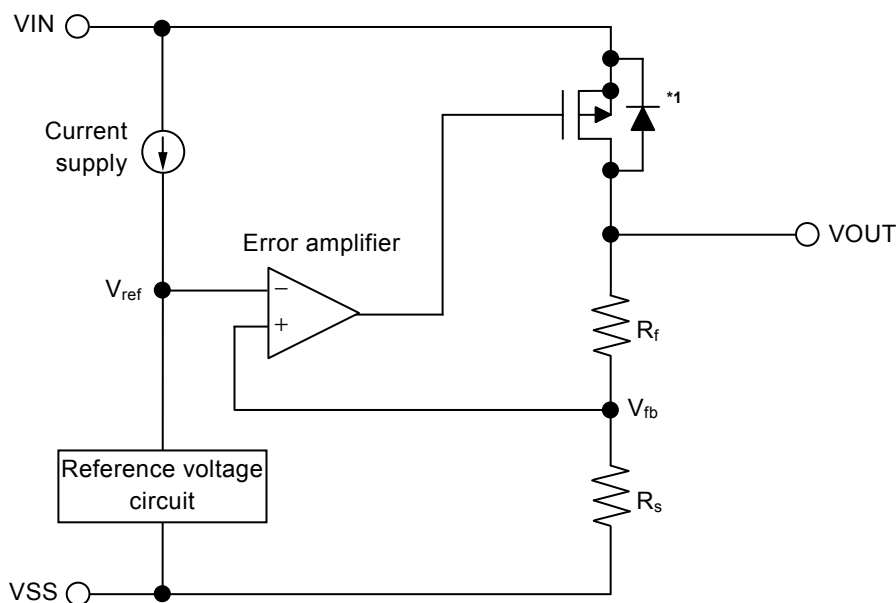 VIN
*1
Current
supply
Error amplifier
VOUT
Vref
−
+
Rf
Vfb
Reference voltage
circuit
Rs
VSS